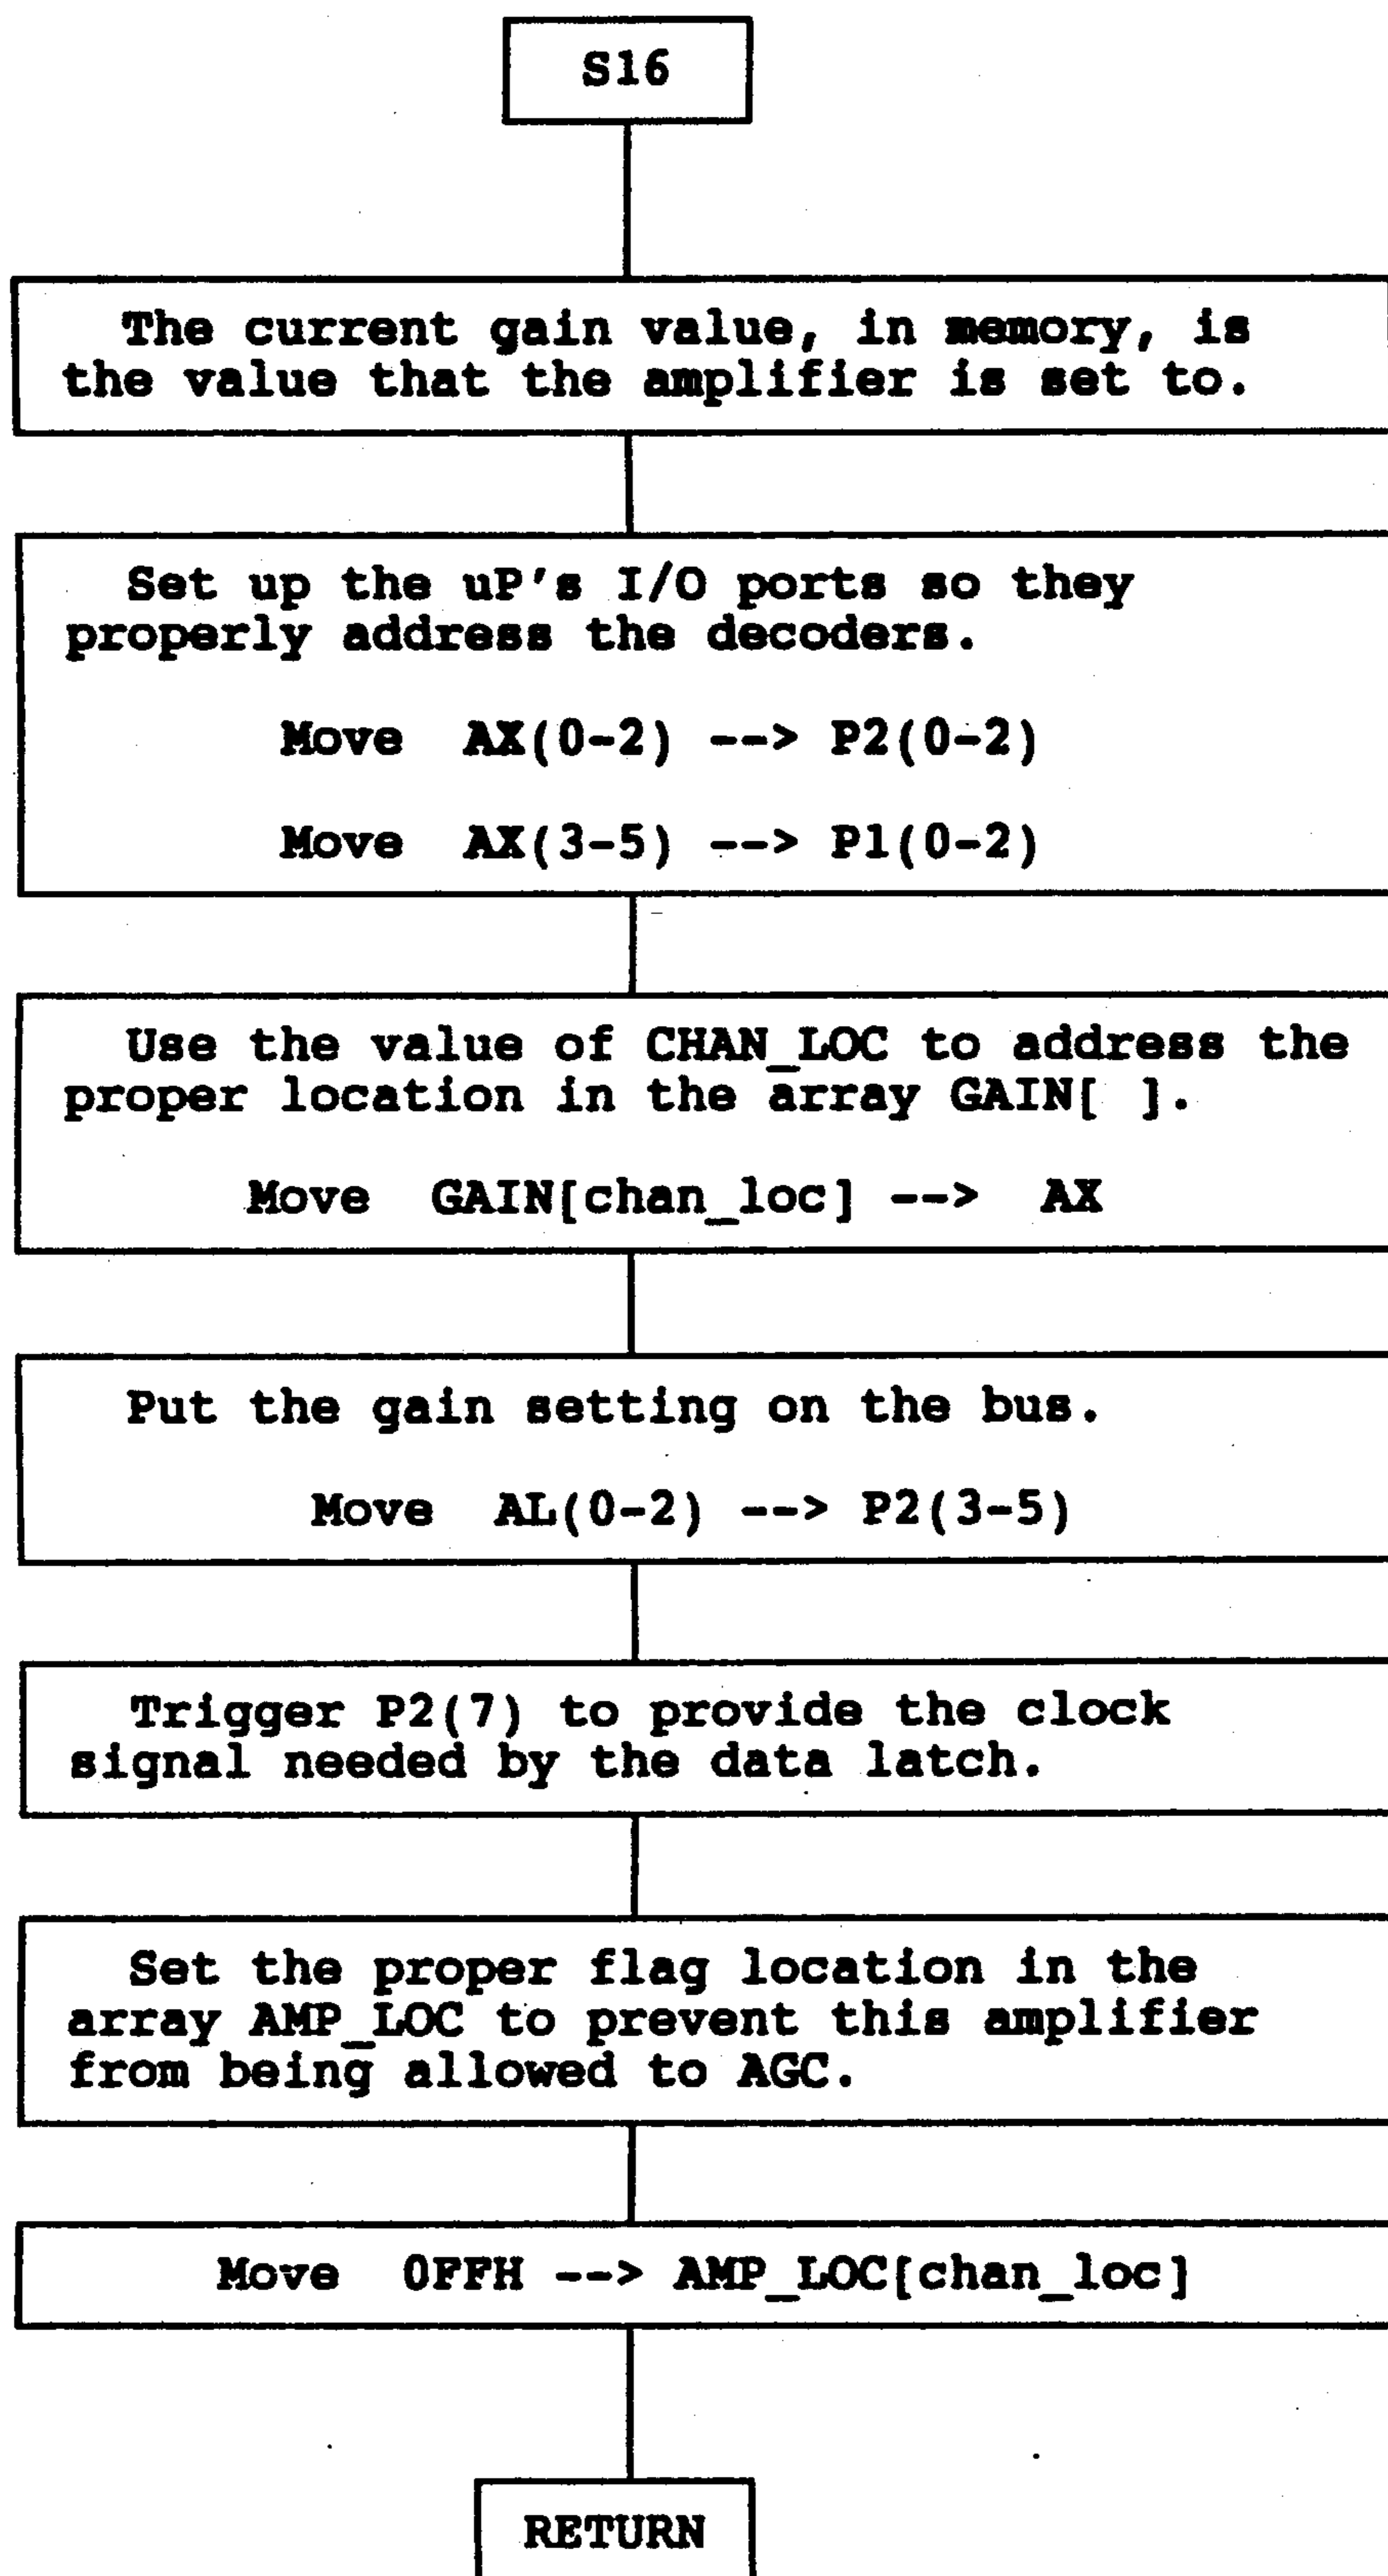 S16
The current gain value, in memory, is
the value that the amplifier is set to.
Set up the uP's I/O ports so they
properly address the decoders.
Move AX(0-2) --> P2(0-2)
Move AX(3-5) --> P1(0-2)
Use the value of CHAN_LOC to address the
proper location in the array GAIN[ ].
Move GAIN[chan_loc] --> AX
Put the gain setting on the bus.
Move AL(0-2) --> P2(3-5)
Trigger P2(7) to provide the clock
signal needed by the data latch.
Set the proper flag location in the
array AMP_LOC to prevent this amplifier
from being allowed to AGC.
Move 0FFH --> AMP_LOC[chan_loc]
RETURN